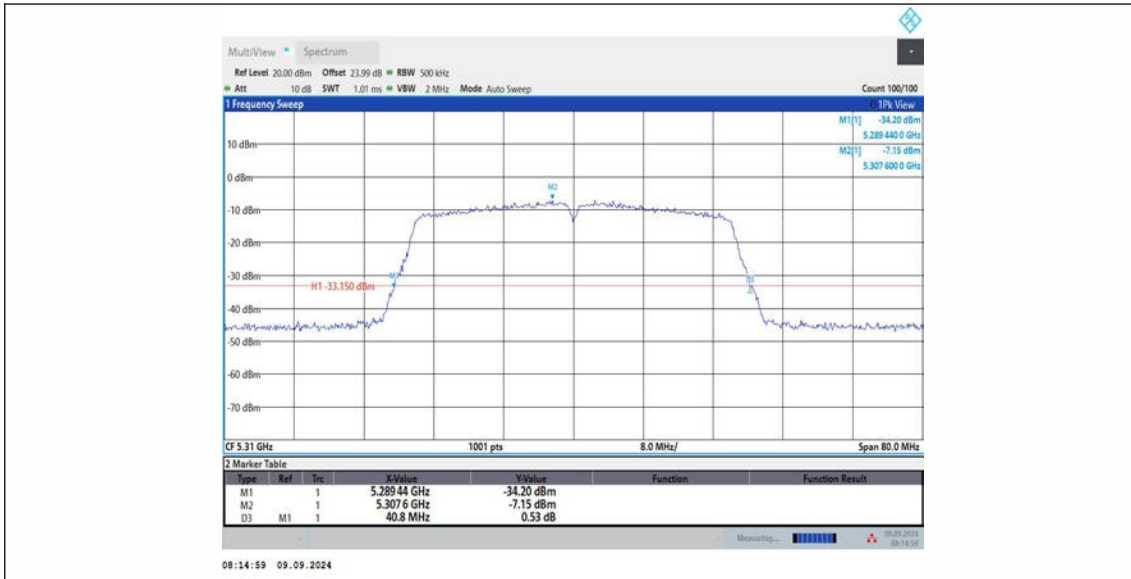 MultiView Spectrum
Ref Level 20.00 dBm Offset 23.99 dB RBW 500 kHz
Att 10 dB SWT 1.01 ms VBW 2 MHz Mode Auto Sweep Count 100/100
1 Frequency Sweep 1Pk View
M1[1] -34.20 dBm
5.289 440 0 GHz
M2[1] -7.15 dBm
5.307 600 0 GHz
10 dBm
0 dBm
M2
-10 dBm
-20 dBm
-30 dBm
H1 -33.150 dBm
-40 dBm
-50 dBm
-60 dBm
-70 dBm
CF 5.31 GHz 1001 pts 8.0 MHz/ Span 80.0 MHz
2 Marker Table
Type Ref Trc X-Value Y-Value Function Function Result
M1 1 5.289 44 GHz -34.20 dBm
M2 1 5.307 6 GHz -7.15 dBm
D3 M1 1 40.8 MHz 0.53 dB
Measuring...
09.09.2024
08:14:59
08:14:59 09.09.2024